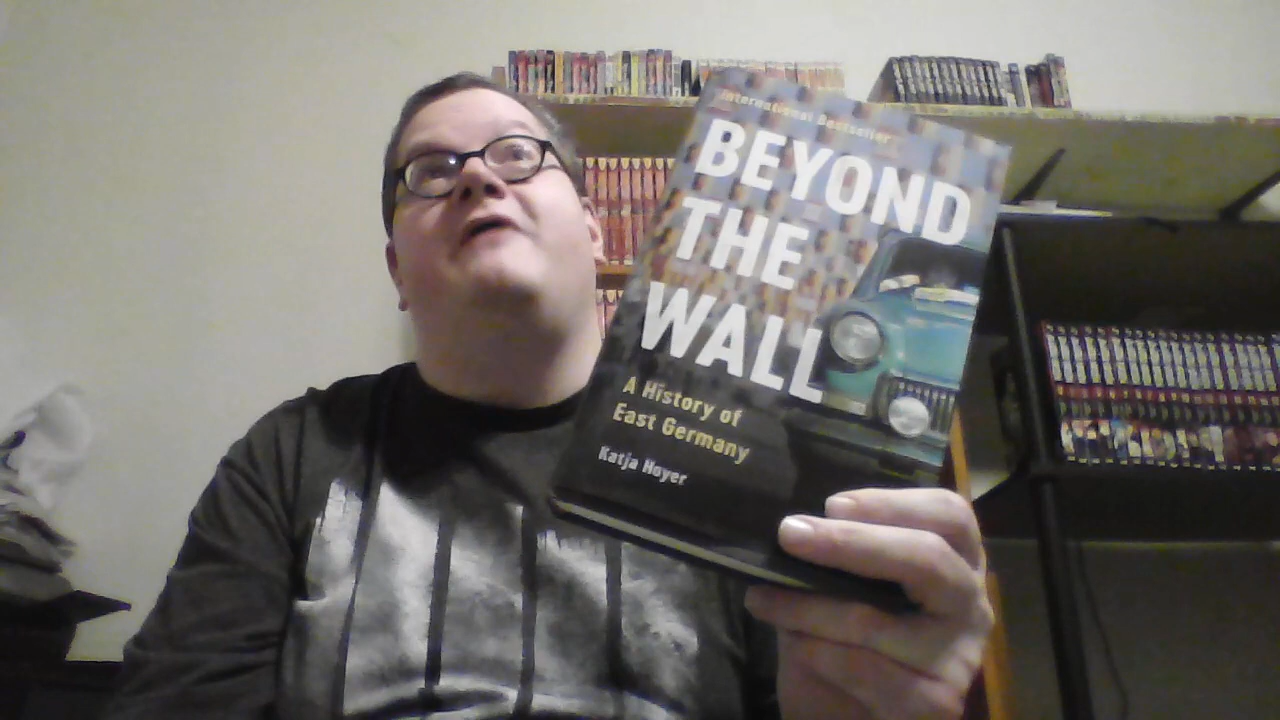 International Bestseller
BEYOND
THE
WALL
A History of
East Germany
Katja Hoyer